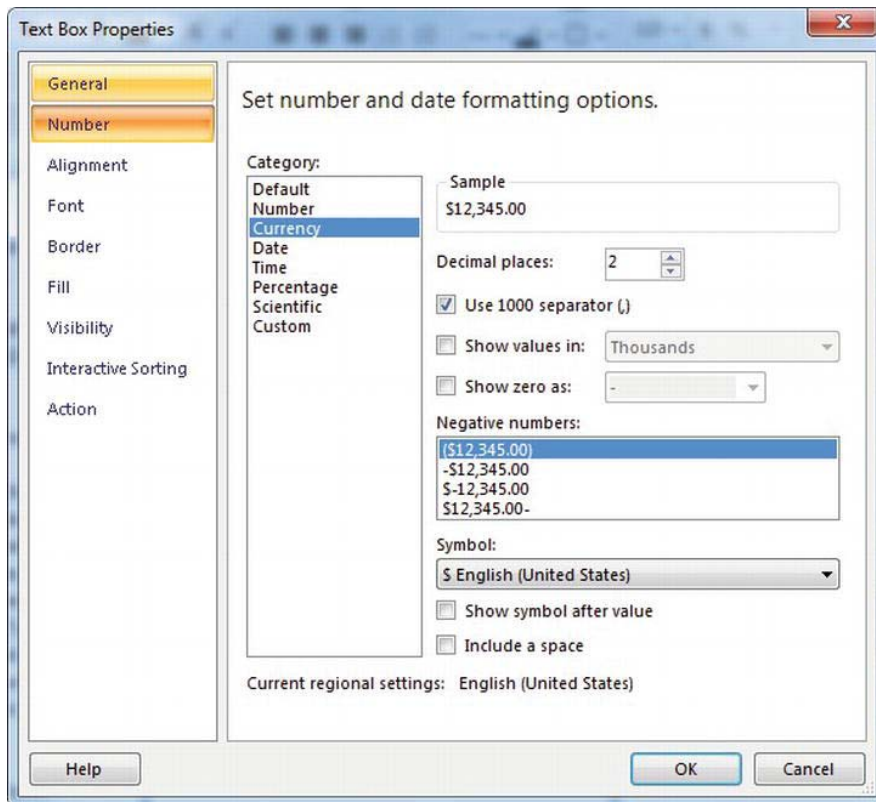 Text Box Properties
General
Number
Alignment
Font
Border
Fill
Visibility
Interactive Sorting
Action
Set number and date formatting options.
Category:
Default
Number
Currency
Date
Time
Percentage
Scientific
Custom
Sample
$12,345.00
Decimal places: 2
Use 1000 separator (,)
Show values in: Thousands
Show zero as: -
Negative numbers:
($12,345.00)
-$12,345.00
$-12,345.00
$12,345.00-
Symbol:
$ English (United States)
Show symbol after value
Include a space
Current regional settings: English (United States)
Help OK Cancel